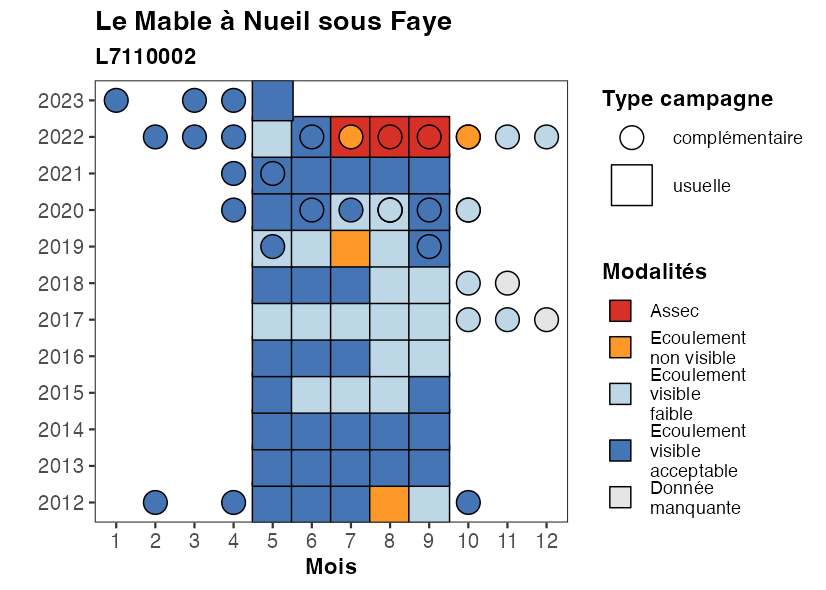 Le Mable à Nueil sous Faye
L7110002
2023
2022
2021
2020
2019
2018
2017
2016
2015
2014
2013
2012
1 2 3 4 5 6 7 8 9 10 11 12
Mois
Type campagne
complémentaire
usuelle
Modalités
Assec
Ecoulement
non visible
Ecoulement
visible
faible
Ecoulement
visible
acceptable
Donnée
manquante